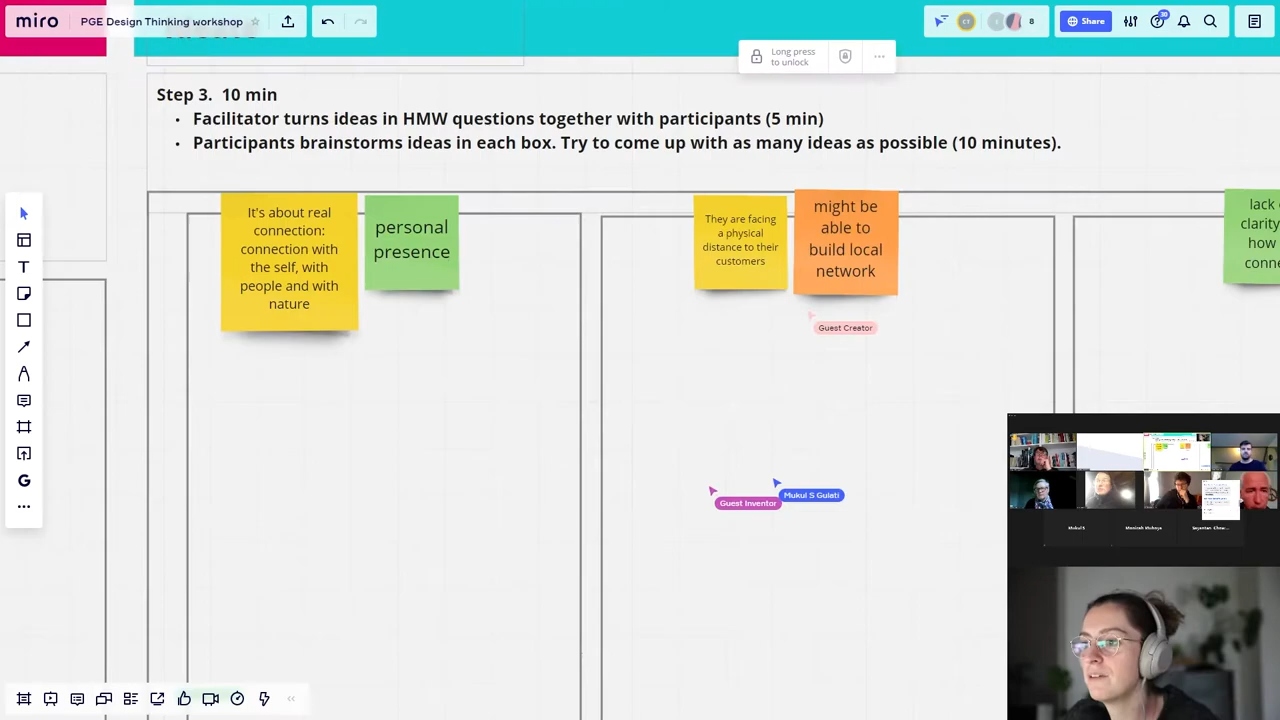 miro
PGE Design Thinking workshop
Long press
to unlock
CT
8
Share
30
Step 3. 10 min
• Facilitator turns ideas in HMW questions together with participants (5 min)
• Participants brainstorms ideas in each box. Try to come up with as many ideas as possible (10 minutes).
It's about real
connection:
connection with
the self, with
people and with
nature
personal
presence
They are facing
a physical
distance to their
customers
might be
able to
build local
network
lack
clarity
how
conne
Guest Creator
Guest Inventor
Mukul S Gulati
Mukul S